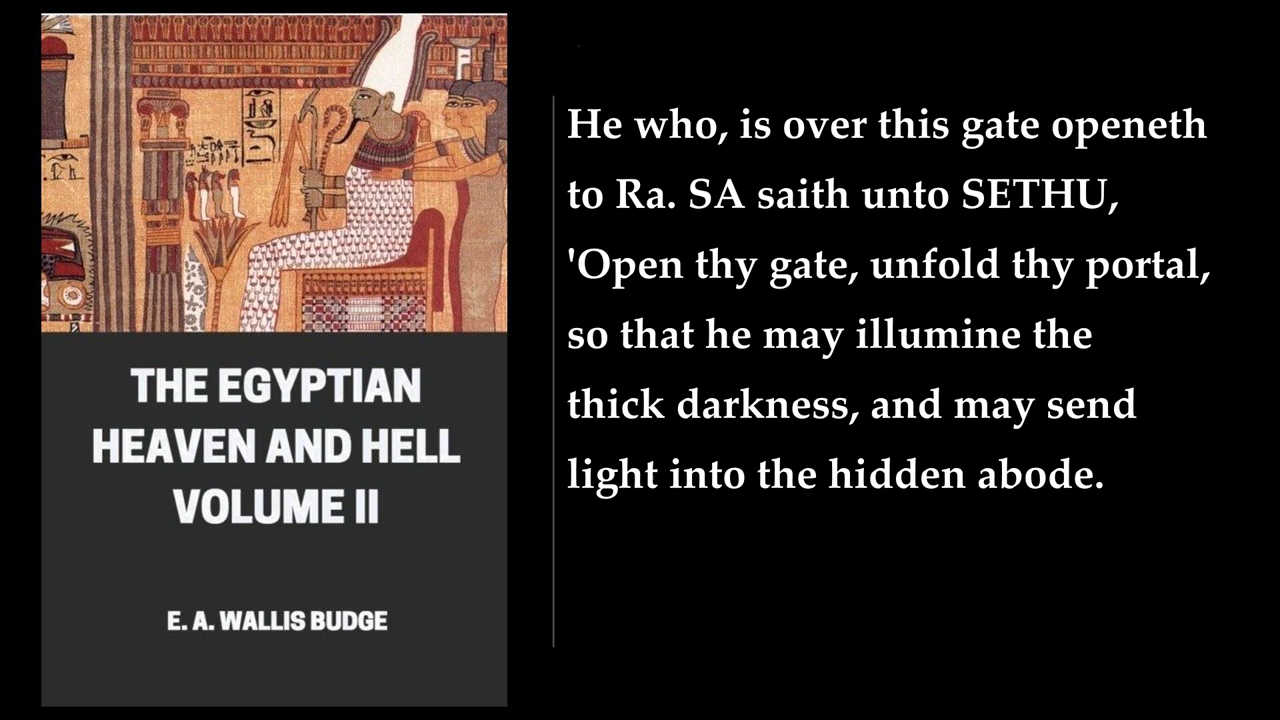 THE EGYPTIAN
HEAVEN AND HELL
VOLUME II
E. A. WALLIS BUDGE
He who, is over this gate openeth
to Ra. SA saith unto SETHU,
'Open thy gate, unfold thy portal,
so that he may illumine the
thick darkness, and may send
light into the hidden abode.